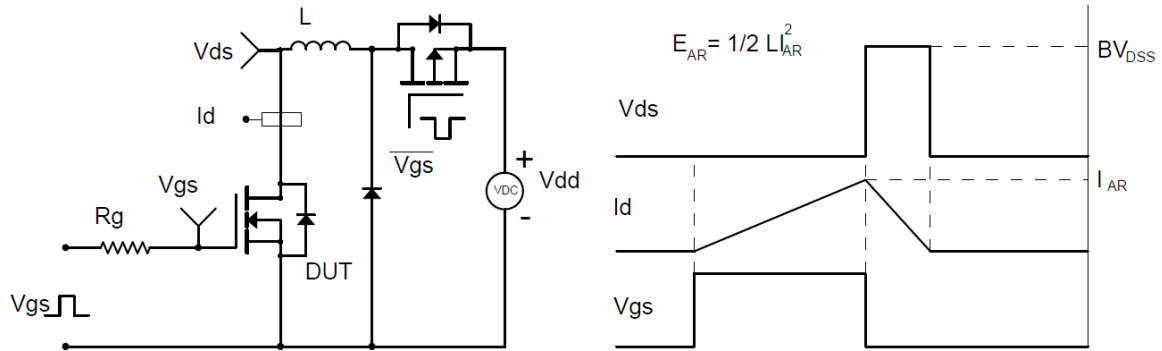 L
Vds
Id
Vgs
Vgs
+
VDC
Vdd
-
Rg
DUT
Vgs
E_AR = 1/2 LI_AR^2
BV_DSS
Vds
I_AR
Id
Vgs